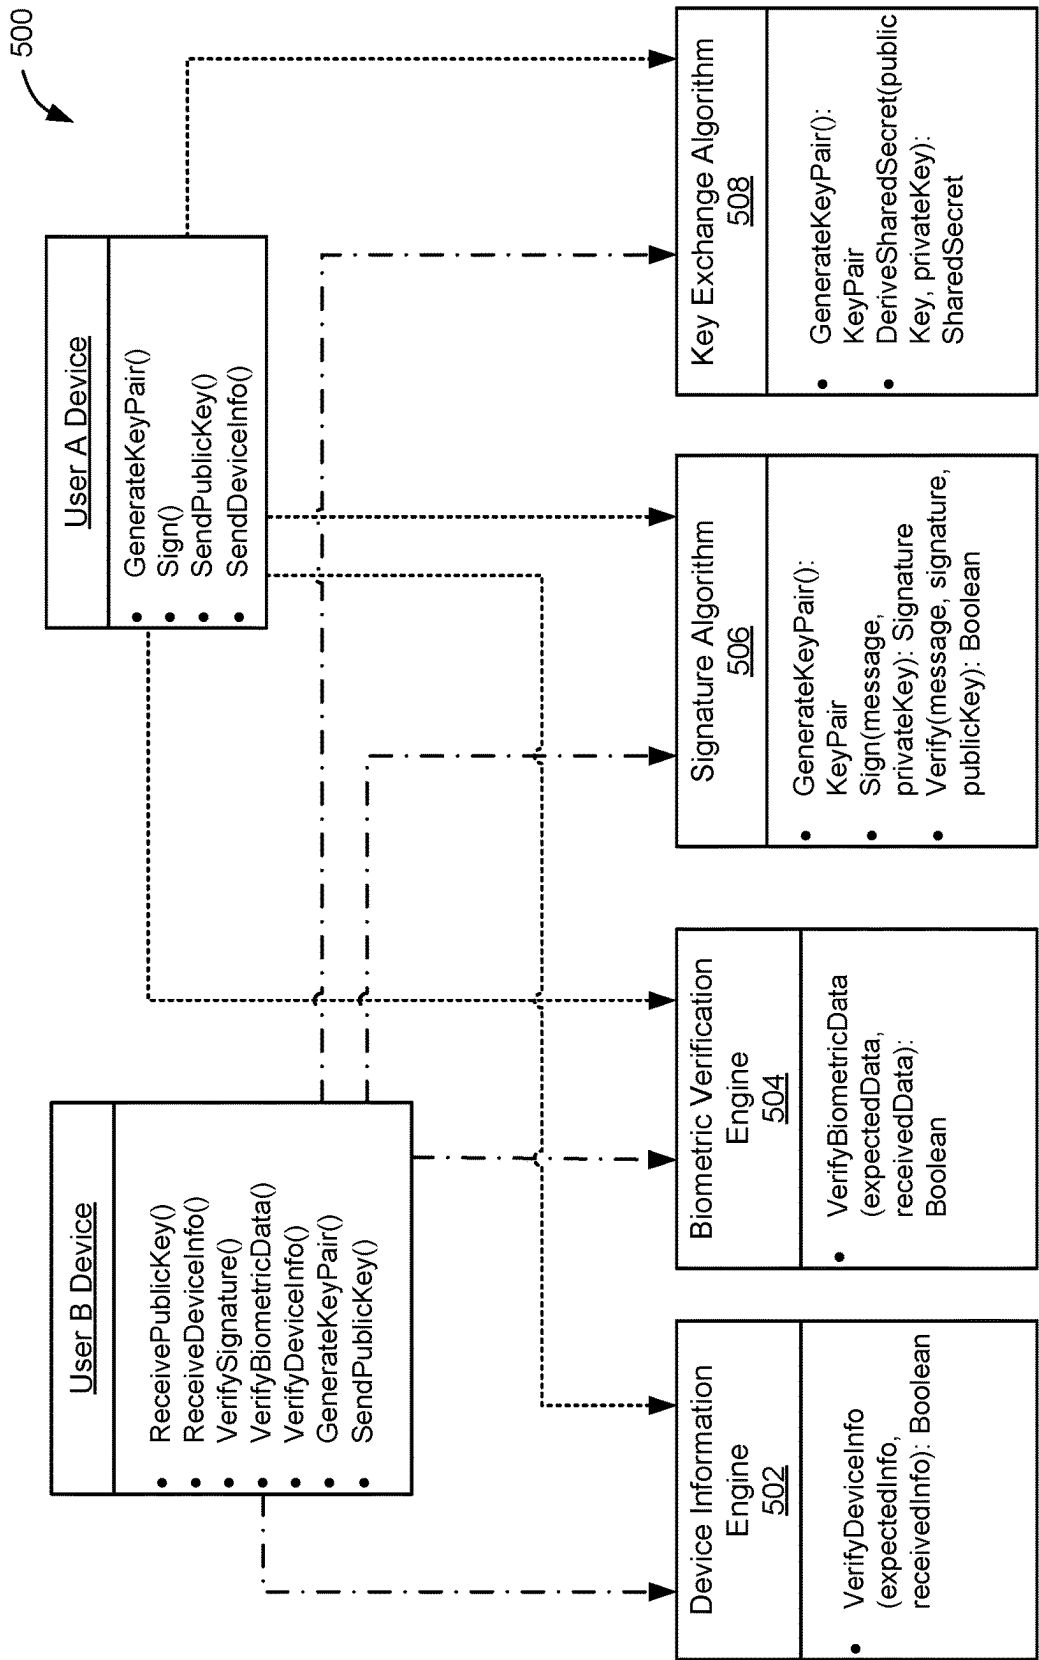 500
User B Device
• ReceivePublicKey()
• ReceiveDeviceInfo()
• VerifySignature()
• VerifyBiometricData()
• VerifyDeviceInfo()
• GenerateKeyPair()
• SendPublicKey()
User A Device
• GenerateKeyPair()
• Sign()
• SendPublicKey()
• SendDeviceInfo()
Device Information
Engine
502
• VerifyDeviceInfo
(expectedInfo,
receivedInfo): Boolean
Biometric Verification
Engine
504
• VerifyBiometricData
(expectedData,
receivedData):
Boolean
Signature Algorithm
506
• GenerateKeyPair():
KeyPair
• Sign(message,
privateKey): Signature
• Verify(message, signature,
publicKey): Boolean
Key Exchange Algorithm
508
• GenerateKeyPair():
KeyPair
• DeriveSharedSecret(public
Key, privateKey):
SharedSecret